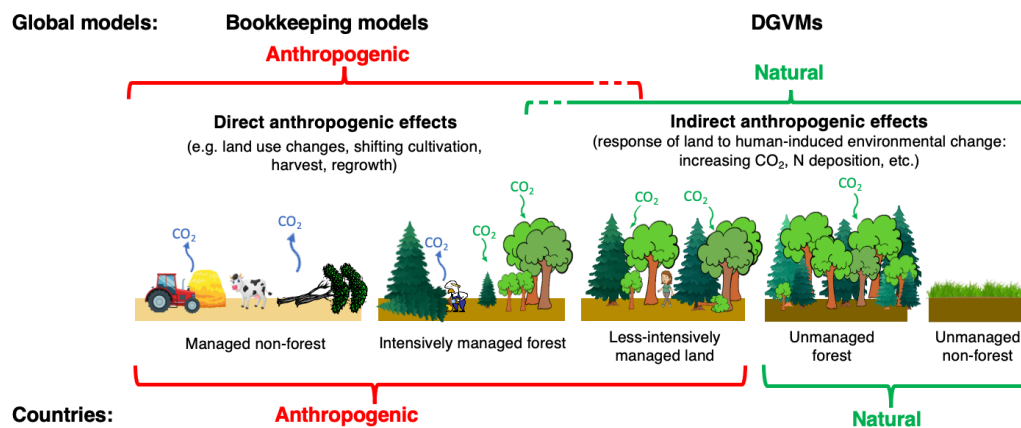 Global models: Bookkeeping models DGVMs
Anthropogenic
Natural
Direct anthropogenic effects
(e.g. land use changes, shifting cultivation,
harvest, regrowth)
Indirect anthropogenic effects
(response of land to human-induced environmental change:
increasing CO₂, N deposition, etc.)
CO₂
CO₂
CO₂
CO₂
CO₂
CO₂
CO₂
CO₂
Managed non-forest
Intensively managed forest
Less-intensively
managed land
Unmanaged
forest
Unmanaged
non-forest
Countries: Anthropogenic Natural